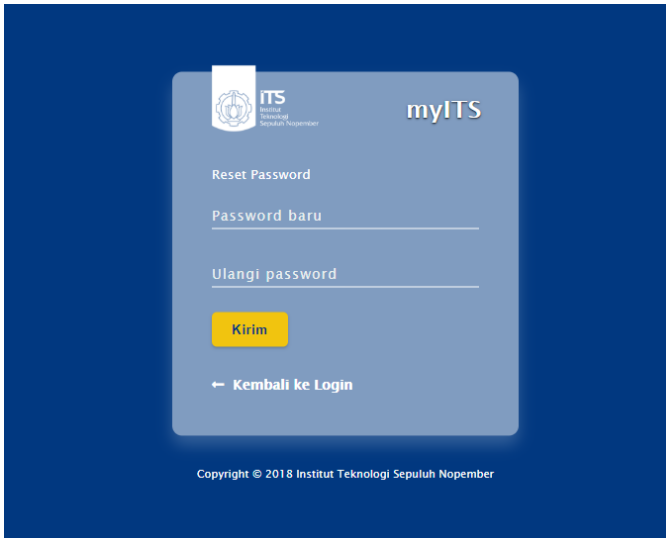 iTS
Institut
Teknologi
Sepuluh Nopember
myITS
Reset Password
Password baru
Ulangi password
Kirim
← Kembali ke Login
Copyright © 2018 Institut Teknologi Sepuluh Nopember